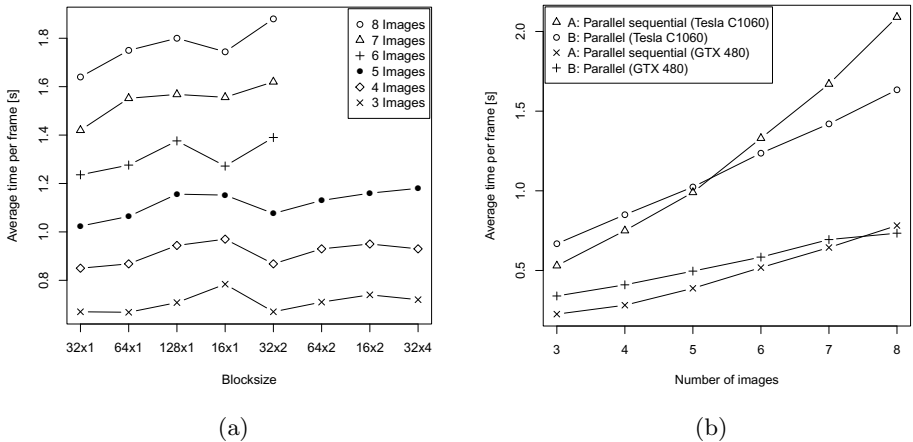 8 Images
7 Images
6 Images
5 Images
4 Images
3 Images
Average time per frame [s]
1.8
1.6
1.4
1.2
1.0
0.8
32x1 64x1 128x1 16x1 32x2 64x2 16x2 32x4
Blocksize
(a)
A: Parallel sequential (Tesla C1060)
B: Parallel (Tesla C1060)
A: Parallel sequential (GTX 480)
B: Parallel (GTX 480)
Average time per frame [s]
2.0
1.5
1.0
0.5
3 4 5 6 7 8
Number of images
(b)